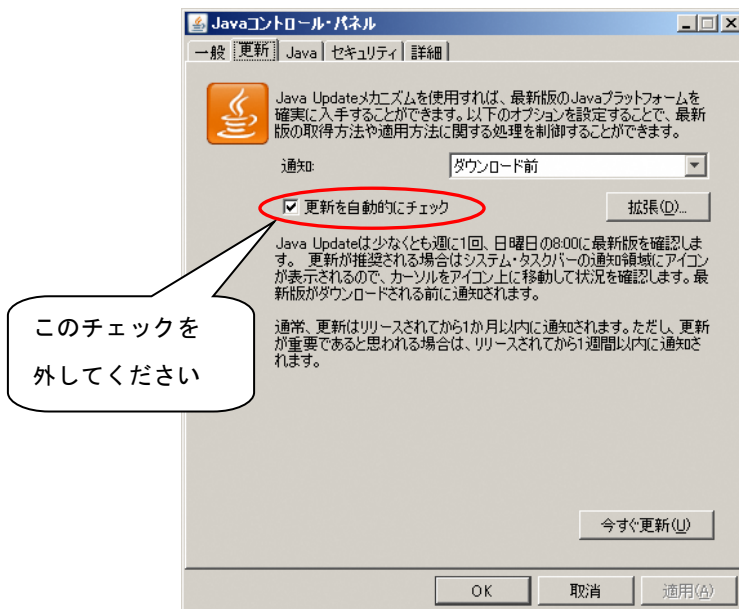 Javaコントロール・パネル
一般 更新 Java セキュリティ 詳細
Java Updateメカニズムを使用すれば、最新版のJavaプラットフォームを
確実に入手することができます。以下のオプションを設定することで、最新
版の取得方法や適用方法に関する処理を制御することができます。
通知: ダウンロード前
更新を自動的にチェック 拡張(D)...
Java Updateは少なくとも週に1回、日曜日の8:00に最新版を確認しま
す。 更新が推奨される場合はシステム・タスクバーの通知領域にアイコン
が表示されるので、カーソルをアイコン上に移動して状況を確認します。最
新版がダウンロードされる前に通知されます。
このチェックを
外してください
通常、更新はリリースされてから1か月以内に通知されます。ただし、更新
が重要であると思われる場合は、リリースされてから1週間以内に通知さ
れます。
今すぐ更新(U)
OK 取消 適用(A)